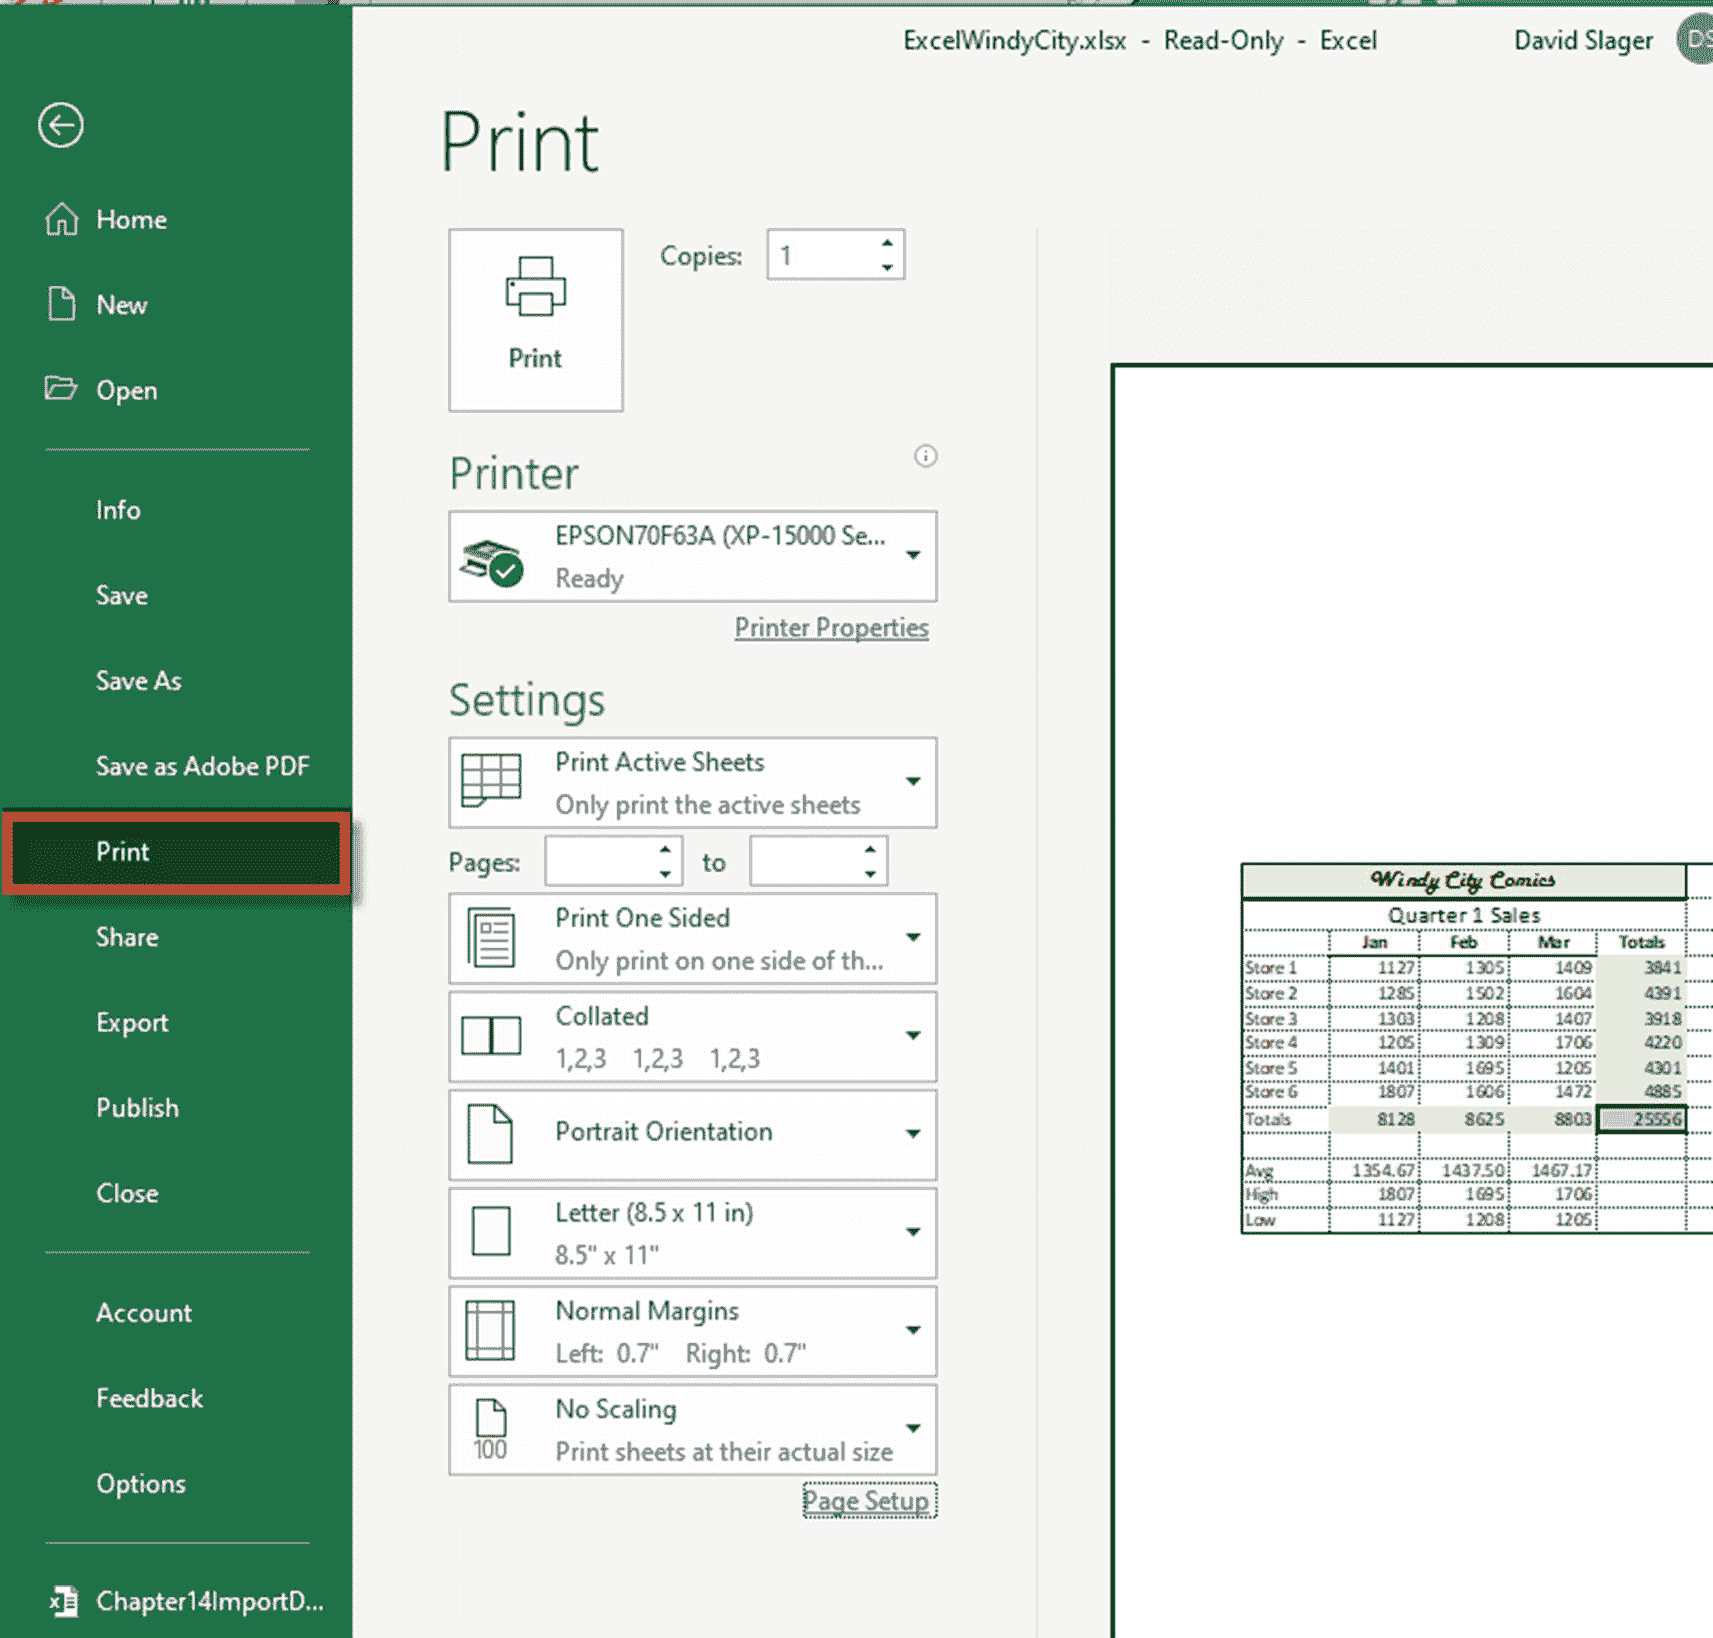 ExcelWindyCity.xlsx - Read-Only - Excel
David Slager
DS
Home
New
Open
Info
Save
Save As
Save as Adobe PDF
Print
Share
Export
Publish
Close
Account
Feedback
Options
Chapter14ImportD...
Print
Print
Copies: 1
Printer
EPSON70F63A (XP-15000 Se...
Ready
Printer Properties
Settings
Print Active Sheets
Only print the active sheets
Pages: to
Print One Sided
Only print on one side of th...
Collated
1,2,3 1,2,3 1,2,3
Portrait Orientation
Letter (8.5 x 11 in)
8.5" x 11"
Normal Margins
Left: 0.7" Right: 0.7"
100
No Scaling
Print sheets at their actual size
Page Setup
Windy City Comics
Quarter 1 Sales
Jan Feb Mar Totals
Store 1 1127 1305 1409 3841
Store 2 1285 1502 1604 4391
Store 3 1303 1208 1407 3918
Store 4 1205 1309 1706 4220
Store 5 1401 1695 1205 4301
Store 6 1807 1606 1472 4885
Totals 8128 8625 8803 25556
Avg 1354.67 1437.50 1467.17
High 1807 1695 1706
Low 1127 1208 1205